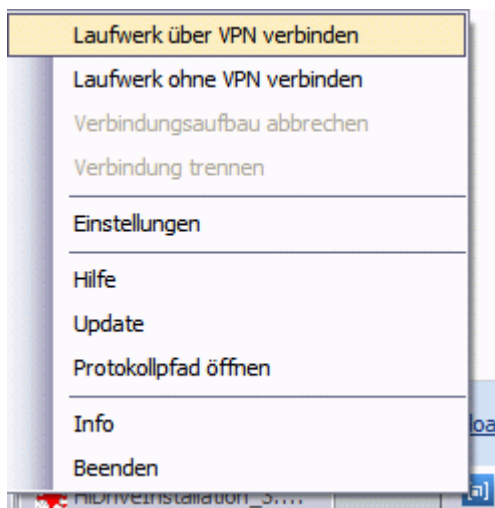 Laufwerk über VPN verbinden
Laufwerk ohne VPN verbinden
Verbindungsaufbau abbrechen
Verbindung trennen
Einstellungen
Hilfe
Update
Protokollpfad öffnen
Info
Beenden
HiDriveInstallation_3....